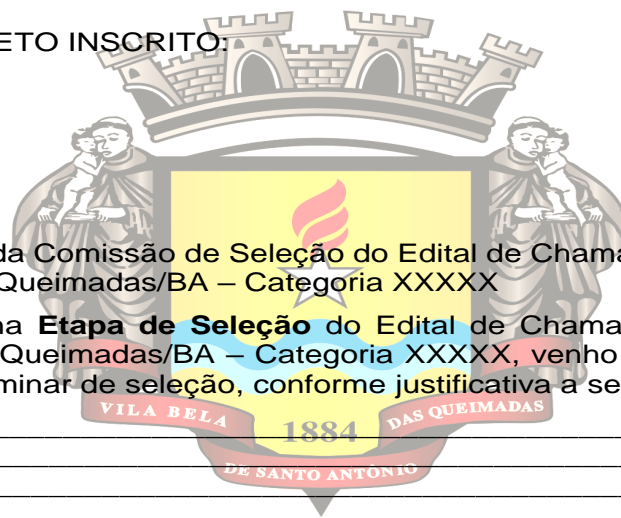 ETO INSCRITO:
da Comissão de Seleção do Edital de Chama
Queimadas/BA – Categoria XXXXX
na Etapa de Seleção do Edital de Chama
Queimadas/BA – Categoria XXXXX, venho
minar de seleção, conforme justificativa a se
VILA BELA
1884
DAS QUEIMADAS
DE SANTO ANTÔNIO